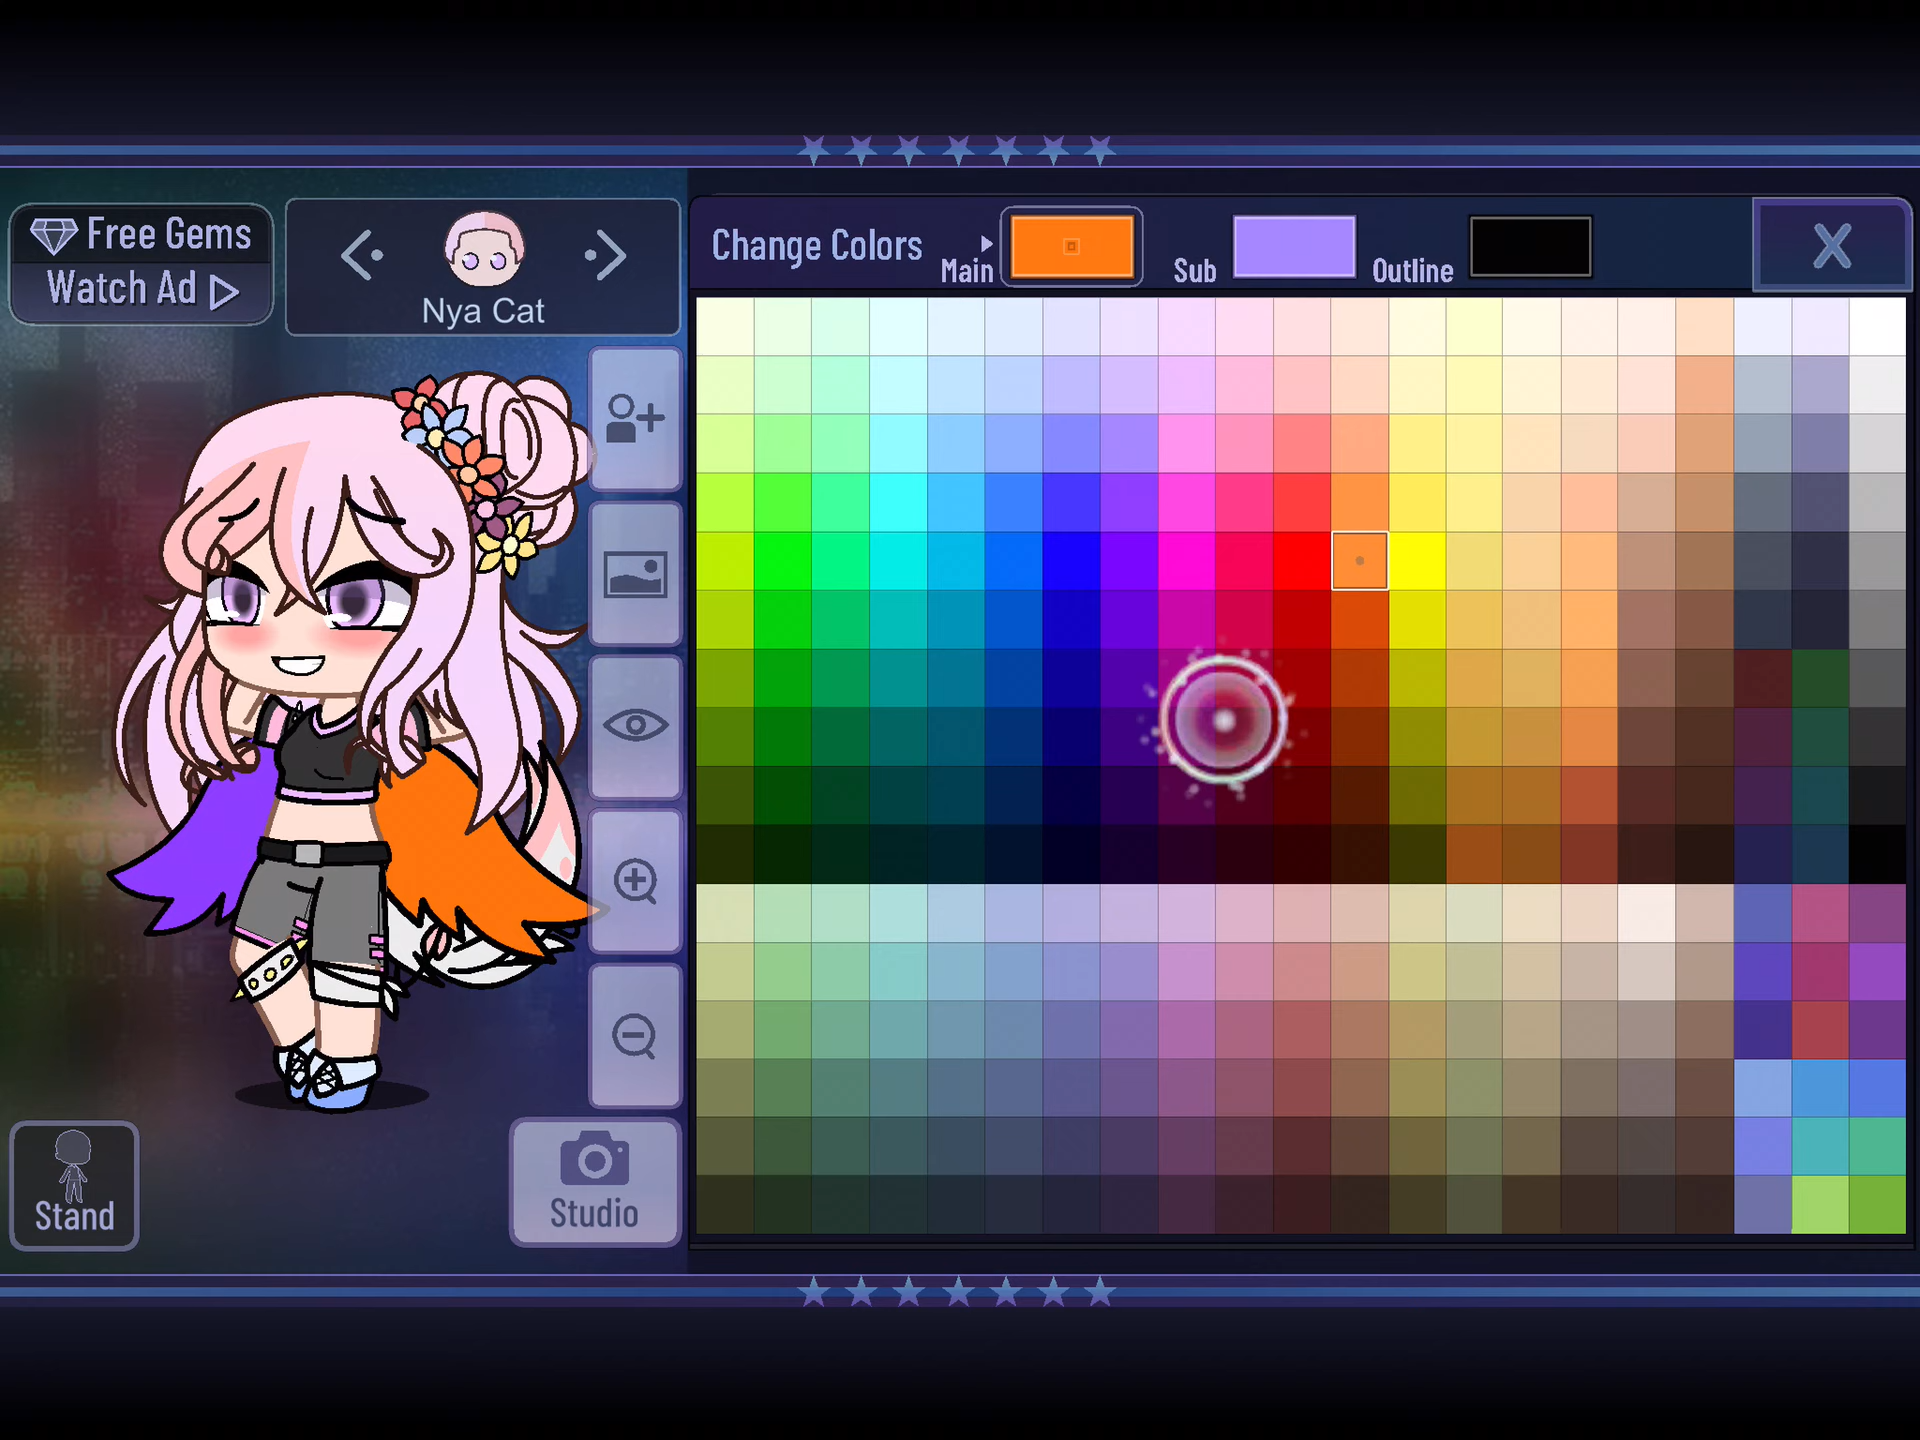 Free Gems
Watch Ad
Nya Cat
Change Colors
Main
Sub
Outline
X
Stand
Studio